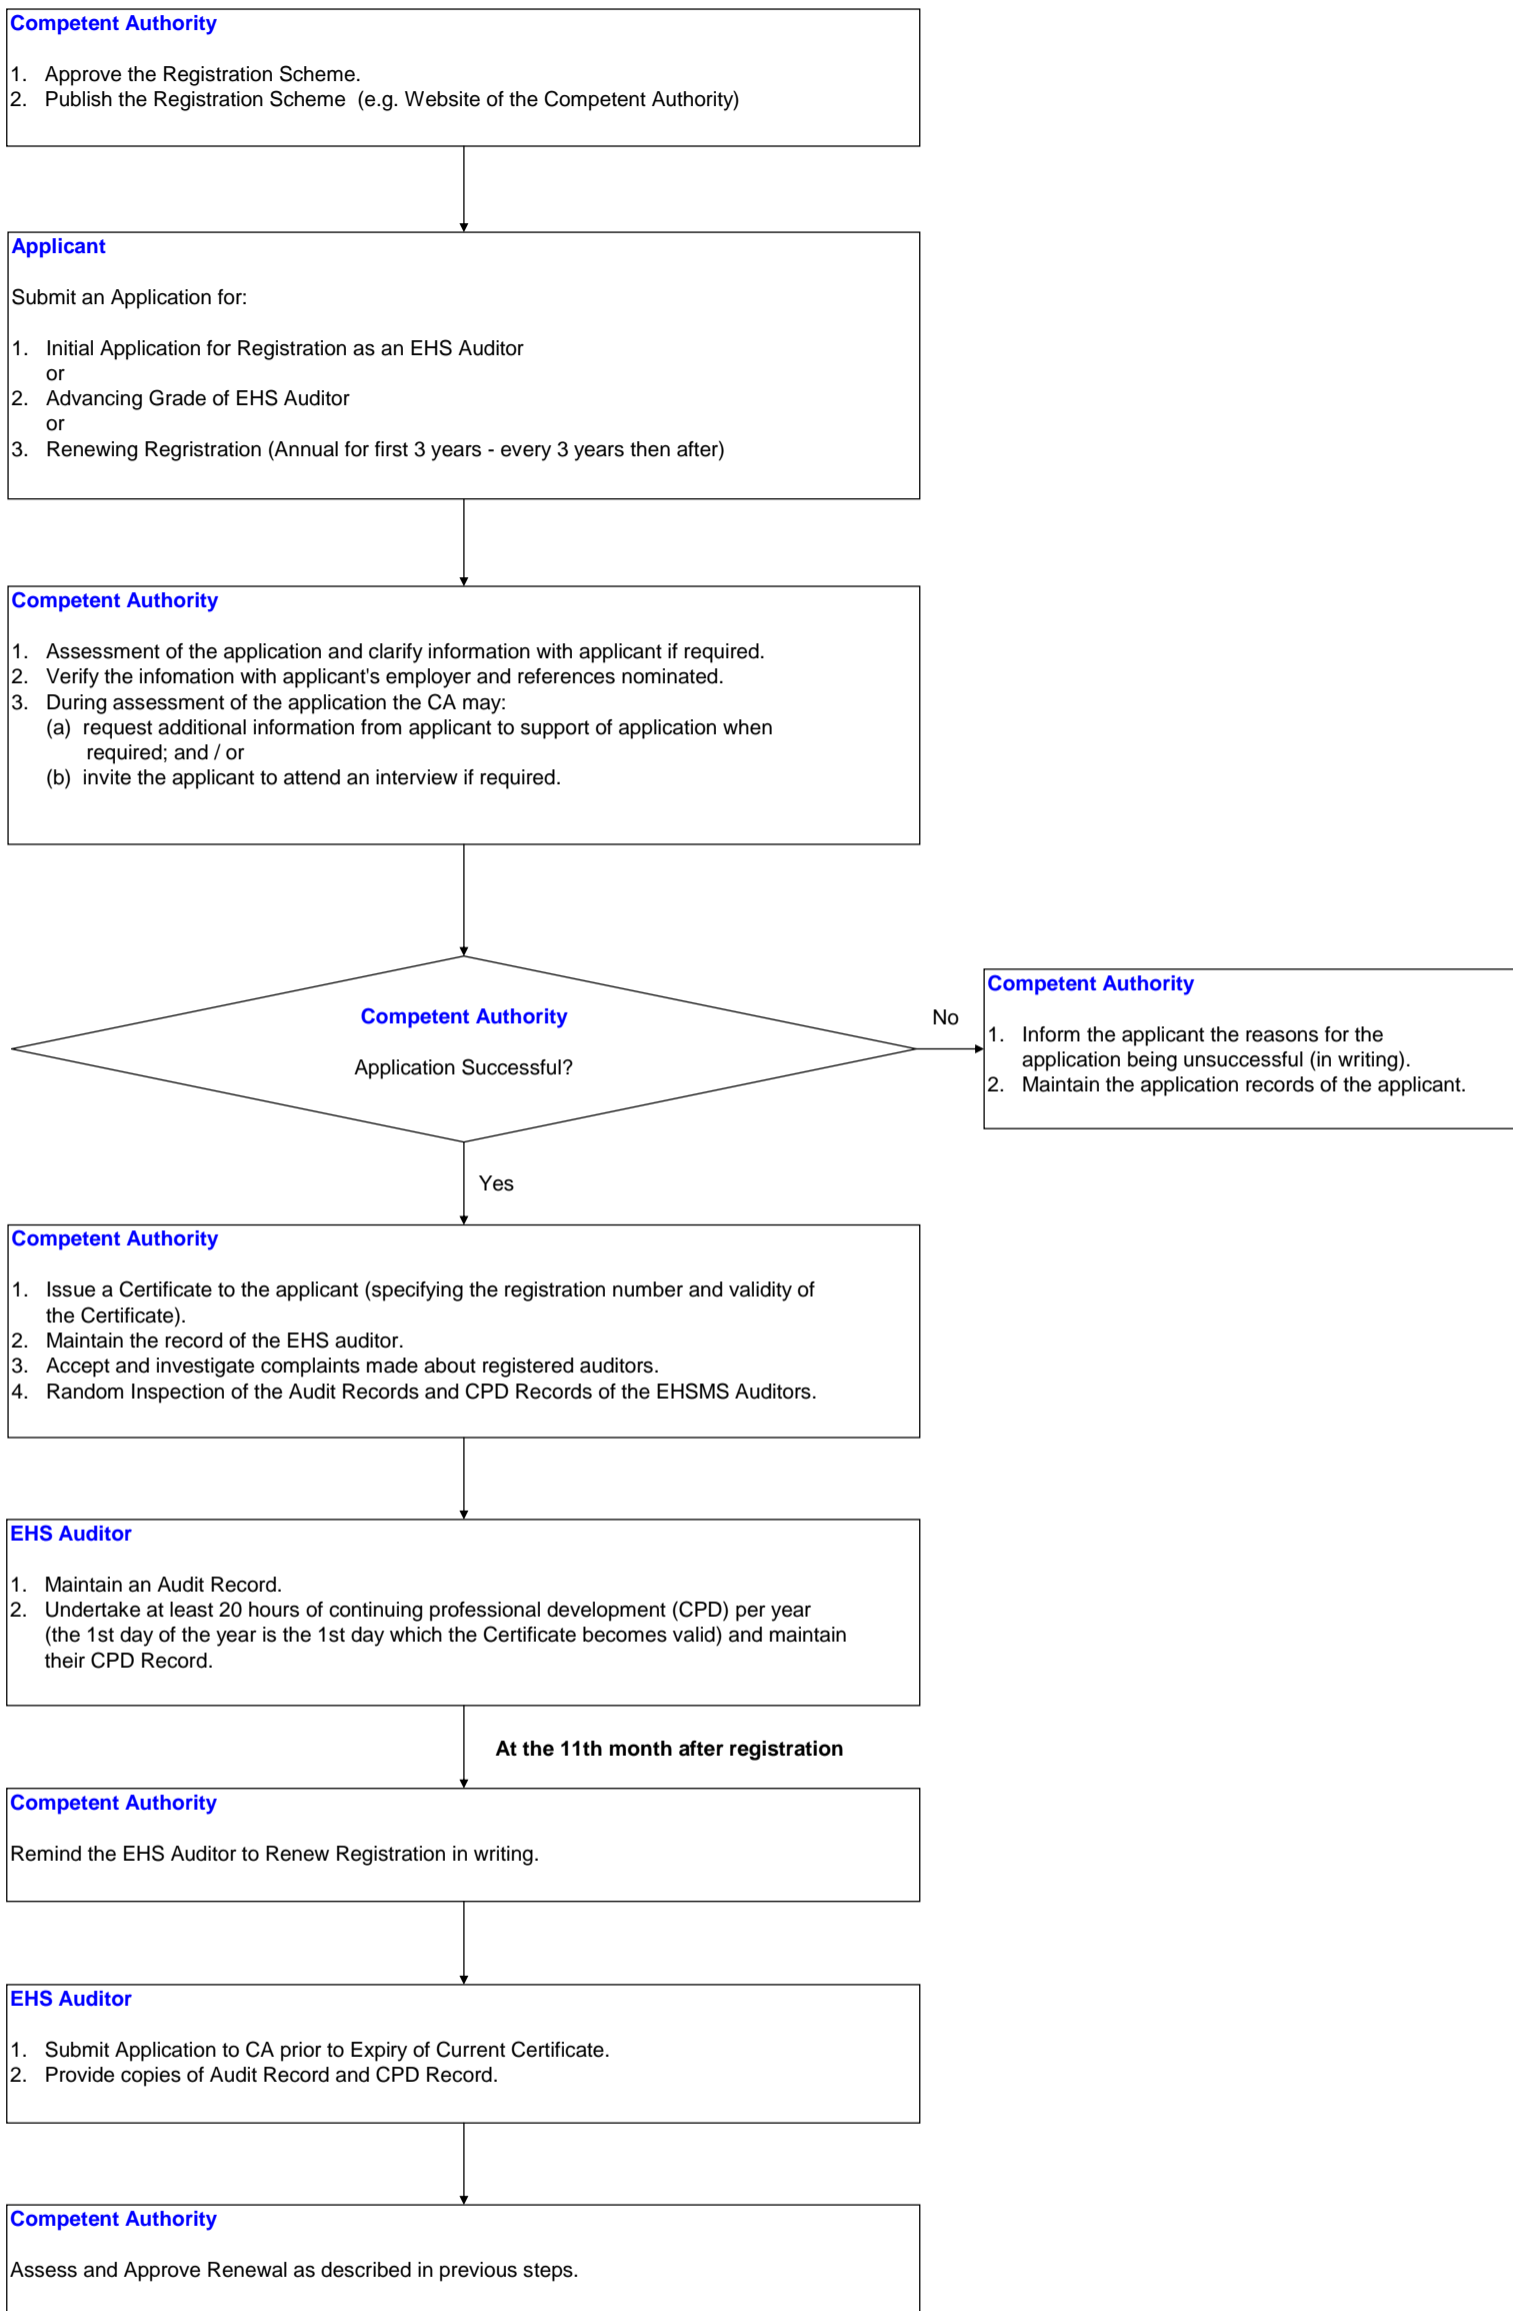 Competent Authority
1. Approve the Registration Scheme.
2. Publish the Registration Scheme (e.g. Website of the Competent Authority)
Applicant
Submit an Application for:
1. Initial Application for Registration as an EHS Auditor
or
2. Advancing Grade of EHS Auditor
or
3. Renewing Regristration (Annual for first 3 years - every 3 years then after)
Competent Authority
1. Assessment of the application and clarify information with applicant if required.
2. Verify the infomation with applicant's employer and references nominated.
3. During assessment of the application the CA may:
(a) request additional information from applicant to support of application when
required; and / or
(b) invite the applicant to attend an interview if required.
Competent Authority
Application Successful?
No
Competent Authority
1. Inform the applicant the reasons for the
application being unsuccessful (in writing).
2. Maintain the application records of the applicant.
Yes
Competent Authority
1. Issue a Certificate to the applicant (specifying the registration number and validity of
the Certificate).
2. Maintain the record of the EHS auditor.
3. Accept and investigate complaints made about registered auditors.
4. Random Inspection of the Audit Records and CPD Records of the EHSMS Auditors.
EHS Auditor
1. Maintain an Audit Record.
2. Undertake at least 20 hours of continuing professional development (CPD) per year
(the 1st day of the year is the 1st day which the Certificate becomes valid) and maintain
their CPD Record.
At the 11th month after registration
Competent Authority
Remind the EHS Auditor to Renew Registration in writing.
EHS Auditor
1. Submit Application to CA prior to Expiry of Current Certificate.
2. Provide copies of Audit Record and CPD Record.
Competent Authority
Assess and Approve Renewal as described in previous steps.